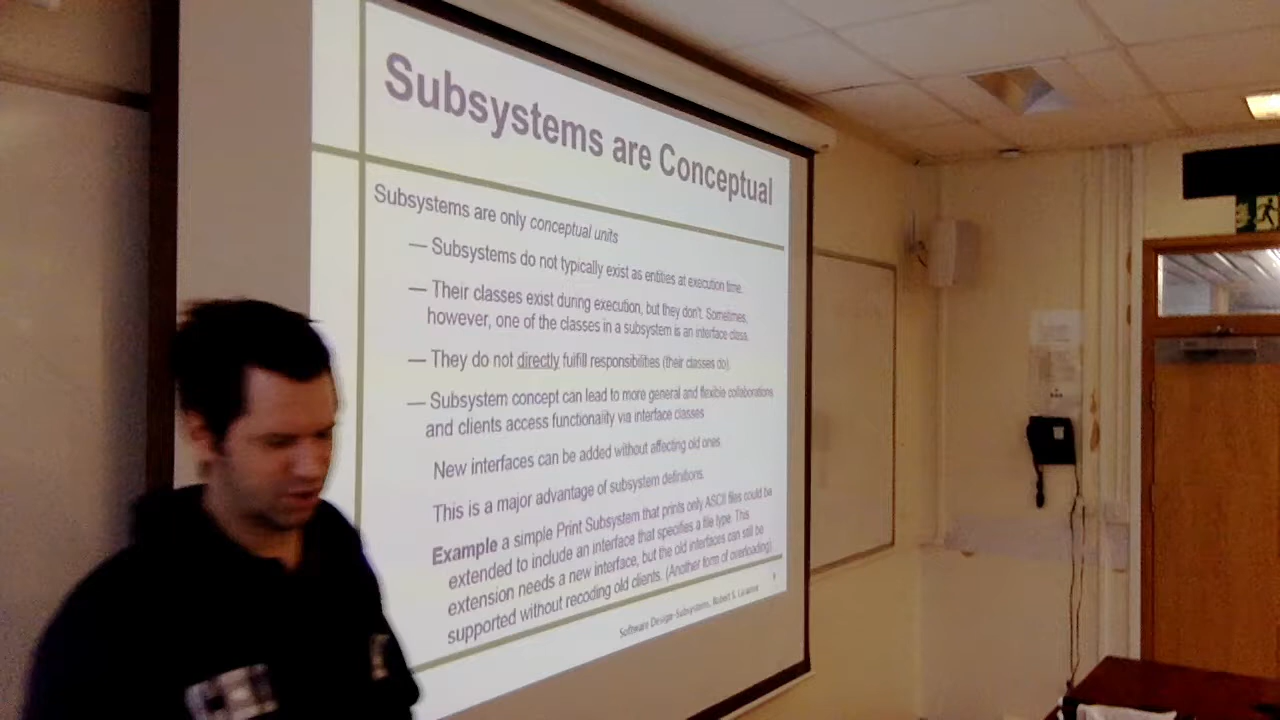 Subsystems are Conceptual
Subsystems are only conceptual units
— Subsystems do not typically exist as entities at execution time.
— Their classes exist during execution, but they don't. Sometimes,
however, one of the classes in a subsystem is an interface class.
— They do not directly fulfill responsibilities (their classes do)
— Subsystem concept can lead to more general and flexible collaborations
and clients access functionality via interface classes
New interfaces can be added without affecting old ones.
This is a major advantage of subsystem definitions.
Example a simple Print Subsystem that prints only ASCII files could be
extended to include an interface that specifies a file type. This
extension needs a new interface, but the old interfaces can still be
supported without recoding old clients. (Another form of overloading)
Software Design-Subsystems, Robert S.